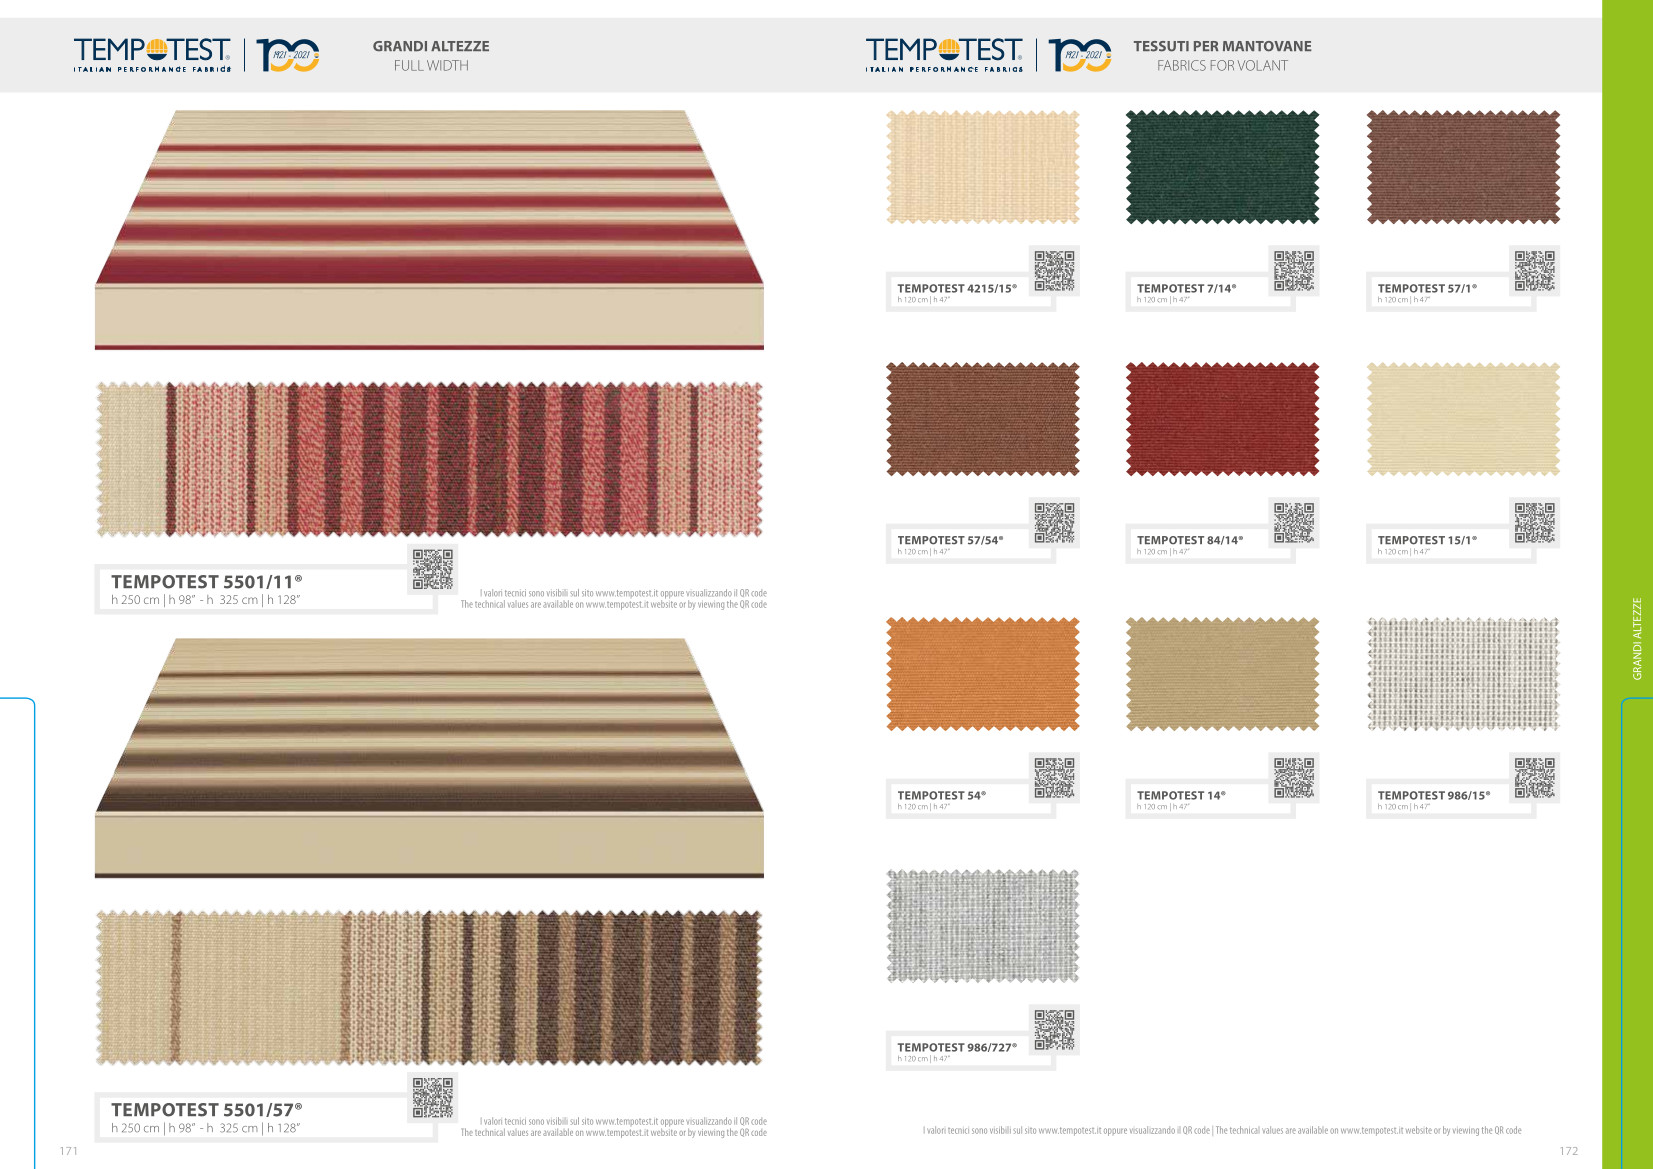 TEMPOTEST®
ITALIAN PERFORMANCE FABRICS
100
1921 - 2021
GRANDI ALTEZZE
FULL WIDTH
TEMPOTEST 5501/11®
h 250 cm | h 98” - h 325 cm | h 128”
I valori tecnici sono visibili sul sito www.tempotest.it oppure visualizzando il QR code
The technical values are available on www.tempotest.it website or by viewing the QR code
TEMPOTEST 5501/57®
h 250 cm | h 98” - h 325 cm | h 128”
I valori tecnici sono visibili sul sito www.tempotest.it oppure visualizzando il QR code
The technical values are available on www.tempotest.it website or by viewing the QR code
171
TEMPOTEST®
ITALIAN PERFORMANCE FABRICS
100
1921 - 2021
TESSUTI PER MANTOVANE
FABRICS FOR VOLANT
TEMPOTEST 4215/15®
h 120 cm | h 47”
TEMPOTEST 7/14®
h 120 cm | h 47”
TEMPOTEST 57/1®
h 120 cm | h 47”
TEMPOTEST 57/54®
h 120 cm | h 47”
TEMPOTEST 84/14®
h 120 cm | h 47”
TEMPOTEST 15/1®
h 120 cm | h 47”
TEMPOTEST 54®
h 120 cm | h 47”
TEMPOTEST 14®
h 120 cm | h 47”
TEMPOTEST 986/15®
h 120 cm | h 47”
TEMPOTEST 986/727®
h 120 cm | h 47”
I valori tecnici sono visibili sul sito www.tempotest.it oppure visualizzando il QR code | The technical values are available on www.tempotest.it website or by viewing the QR code
172
GRANDI ALTEZZE